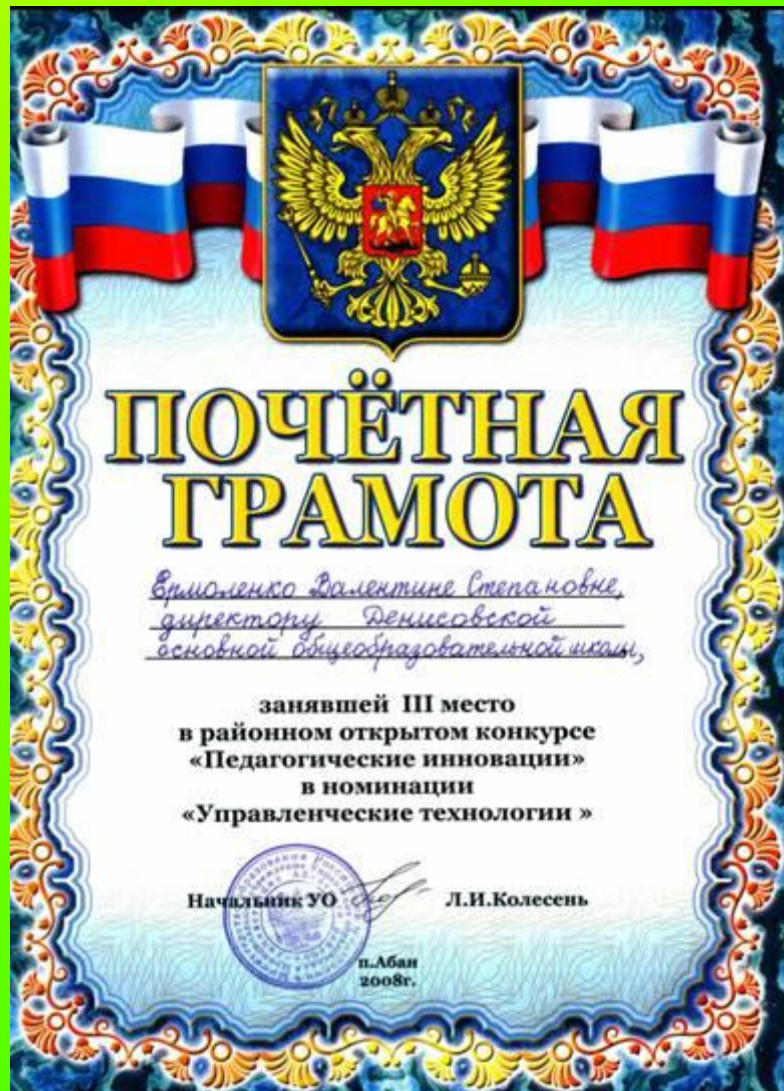 ПОЧЁТНАЯ
ГРАМОТА
Ермоленко Валентине Степановне,
директору Денисовской
основной общеобразовательной школы,
занявшей III место
в районном открытом конкурсе
«Педагогические инновации»
в номинации
«Управленческие технологии »
Начальник УО Л.И.Колесень
п.Абан
2008г.